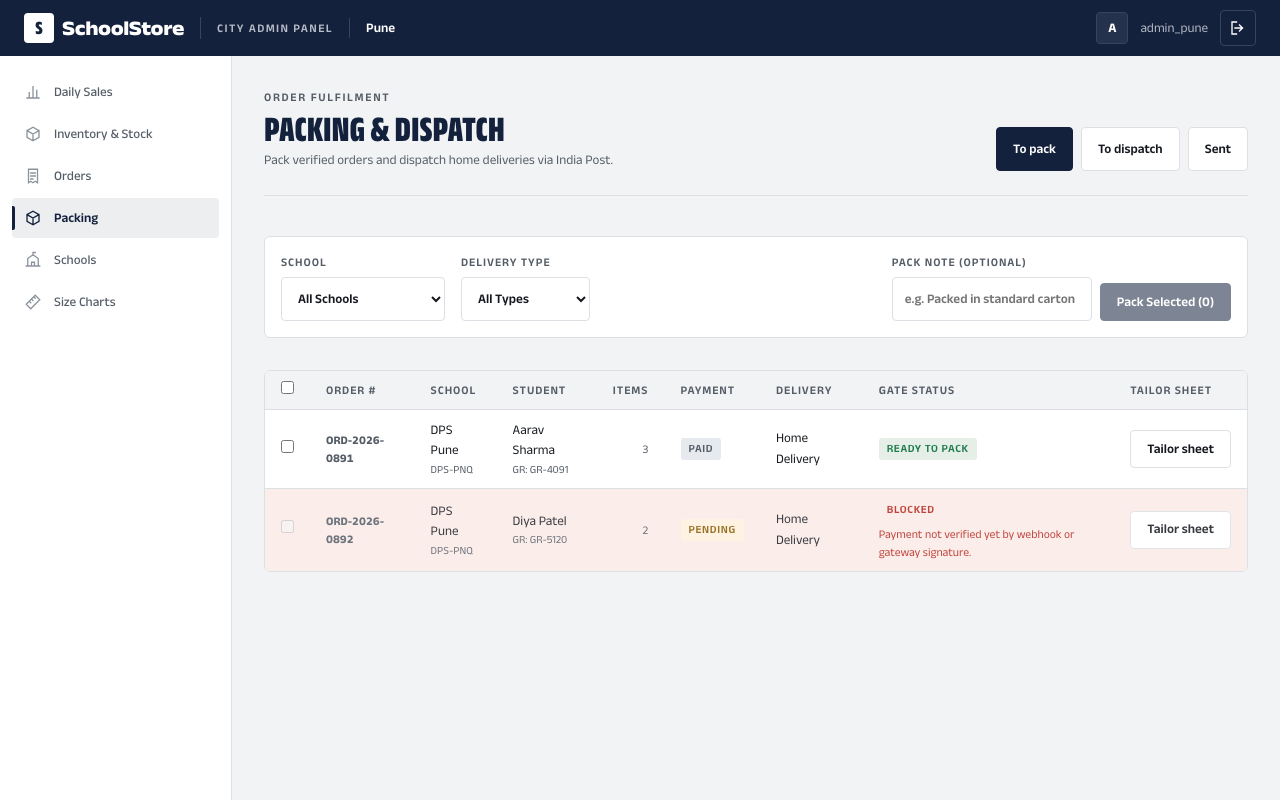 S SchoolStore CITY ADMIN PANEL Pune A admin_pune
Daily Sales
Inventory & Stock
Orders
Packing
Schools
Size Charts
ORDER FULFILMENT
PACKING & DISPATCH
Pack verified orders and dispatch home deliveries via India Post.
To pack To dispatch Sent
SCHOOL DELIVERY TYPE PACK NOTE (OPTIONAL)
All Schools All Types e.g. Packed in standard carton Pack Selected (0)
ORDER # SCHOOL STUDENT ITEMS PAYMENT DELIVERY GATE STATUS TAILOR SHEET
ORD-2026-
0891
DPS
Pune
DPS-PNQ
Aarav
Sharma
GR: GR-4091
3
PAID
Home
Delivery
READY TO PACK
Tailor sheet
ORD-2026-
0892
DPS
Pune
DPS-PNQ
Diya Patel
GR: GR-5120
2
PENDING
Home
Delivery
BLOCKED
Payment not verified yet by webhook or
gateway signature.
Tailor sheet